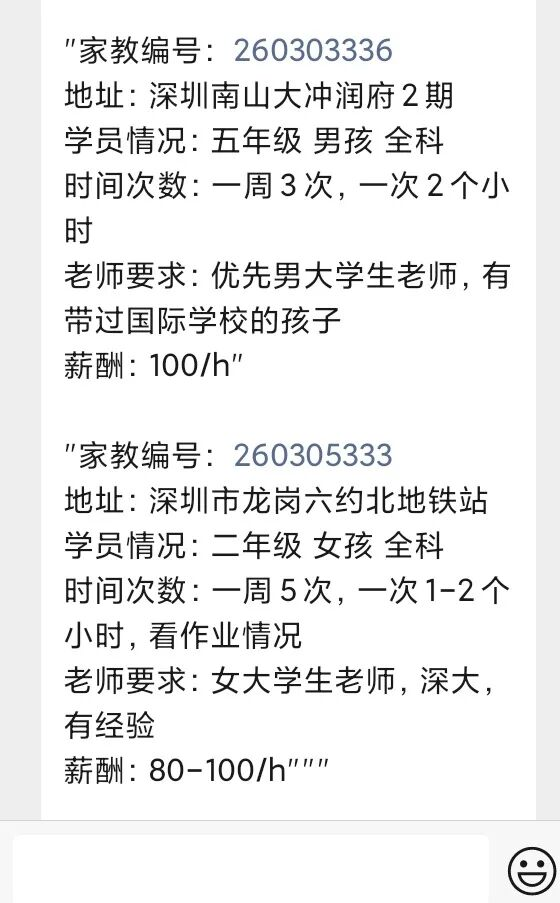 "家教编号：260303336
地址：深圳南山大冲润府2期
学员情况：五年级 男孩 全科
时间次数：一周3次，一次2个小
时
老师要求：优先男大学生老师，有
带过国际学校的孩子
薪酬：100/h"
"家教编号：260305333
地址：深圳市龙岗六约北地铁站
学员情况：二年级 女孩 全科
时间次数：一周5次，一次1-2个
小时，看作业情况
老师要求：女大学生老师，深大，
有经验
薪酬：80-100/h"""